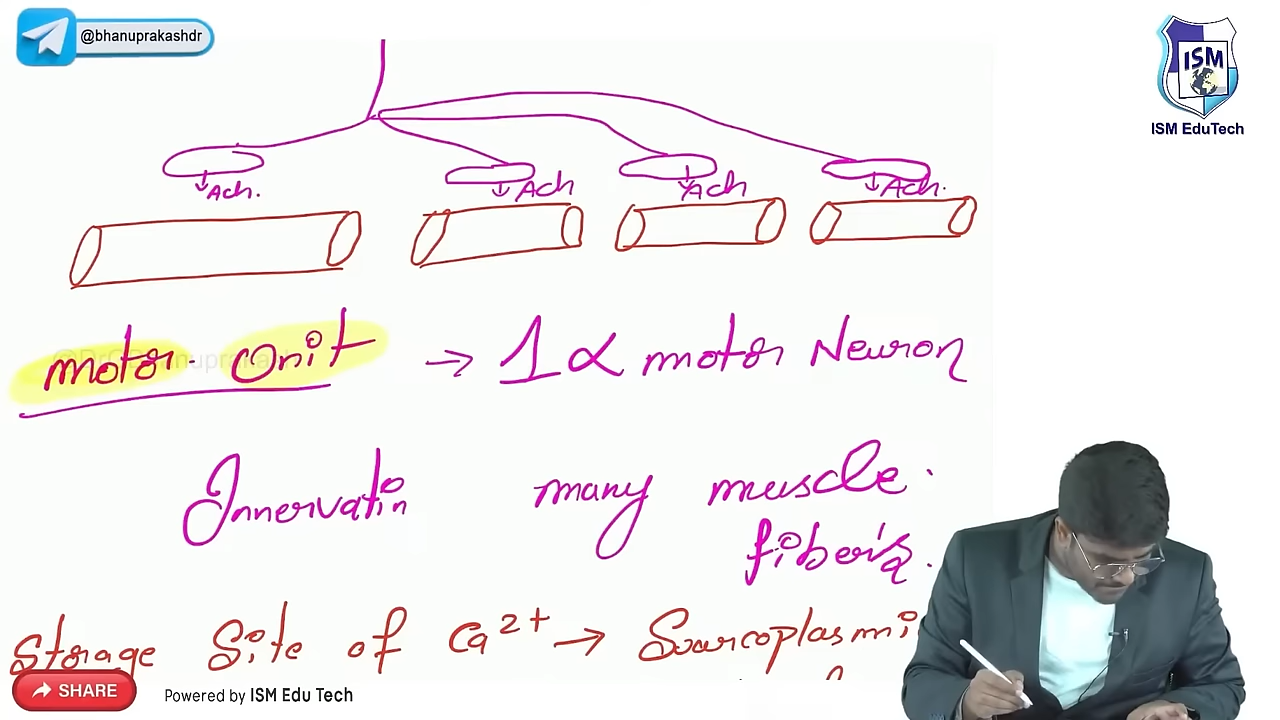 @bhanuprakashdr
ISM
ISM EduTech
Ach.
Ach
Ach
Ach.
motor unit → 1 α motor Neuron
Innervatin many muscle
fibers.
Storage Site of Ca²⁺ → Sarcoplasmi
SHARE
Powered by ISM Edu Tech